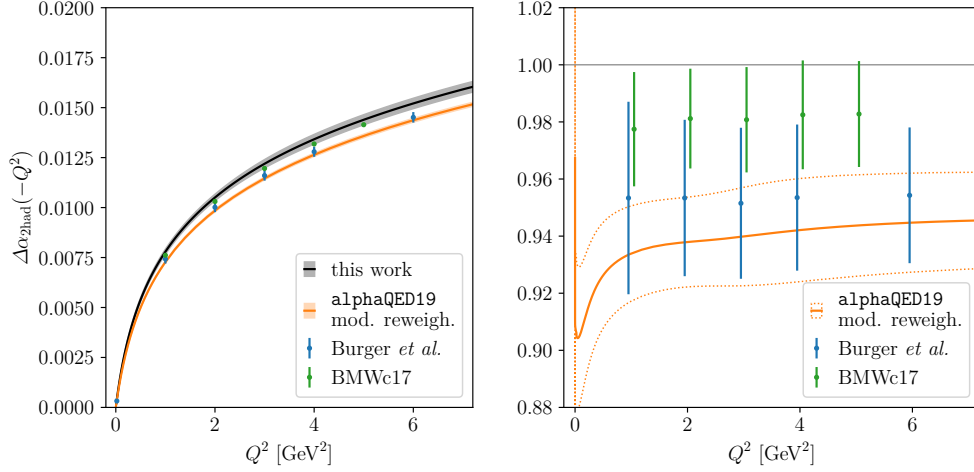 0.0200
0.0175
0.0150
0.0125
0.0100
0.0075
0.0050
0.0025
0.0000
Δα2had(−Q²)
0 2 4 6
Q² [GeV²]
this work
alphaQED19
mod. reweigh.
Burger et al.
BMWc17
1.02
1.00
0.98
0.96
0.94
0.92
0.90
0.88
0 2 4 6
Q² [GeV²]
alphaQED19
mod. reweigh.
Burger et al.
BMWc17